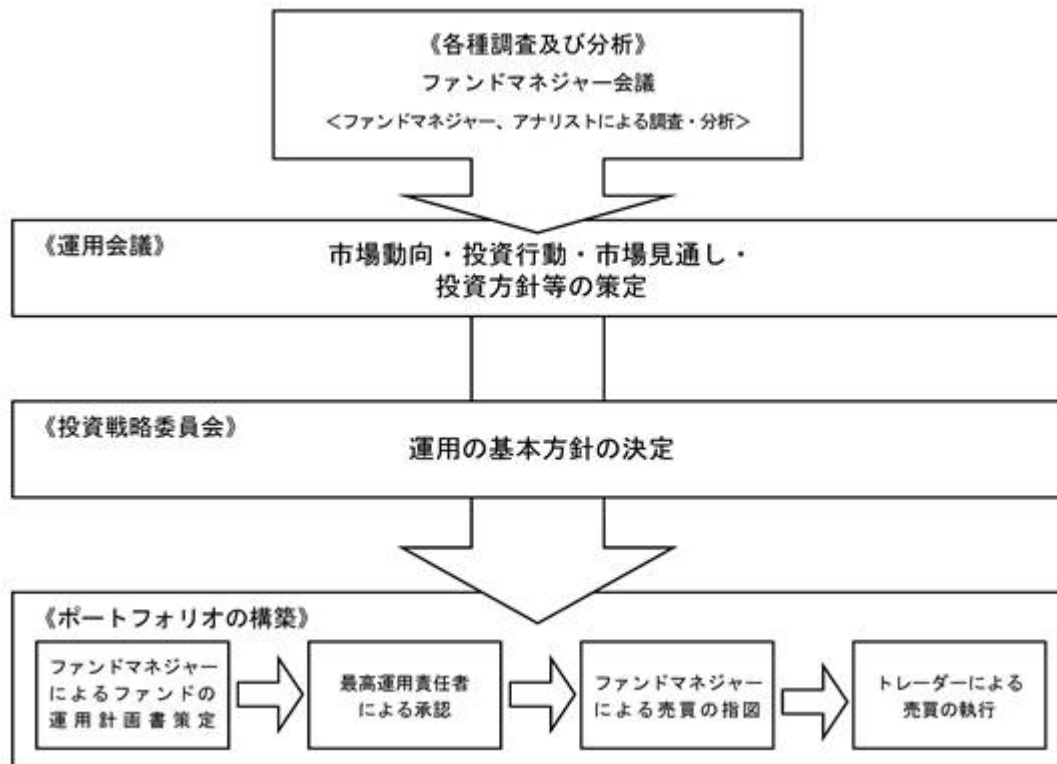 《各種調査及び分析》
ファンドマネジャー会議
＜ファンドマネジャー、アナリストによる調査・分析＞
《運用会議》
市場動向・投資行動・市場見通し・
投資方針等の策定
《投資戦略委員会》
運用の基本方針の決定
《ポートフォリオの構築》
ファンドマネジャー
によるファンドの
運用計画書策定
最高運用責任者
による承認
ファンドマネジャー
による売買の指図
トレーダーによる
売買の執行